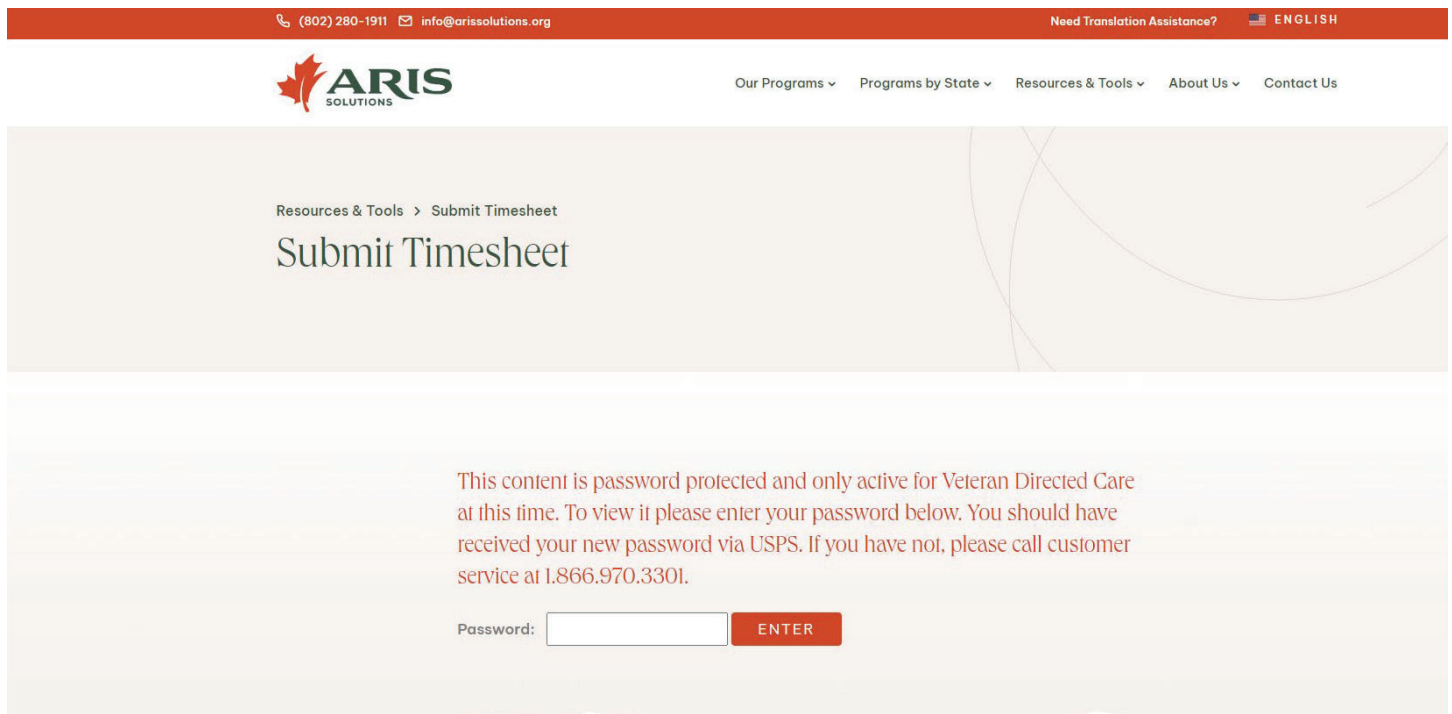 (802) 280-1911 info@arissolutions.org Need Translation Assistance? ENGLISH
ARIS
SOLUTIONS
Our Programs Programs by State Resources & Tools About Us Contact Us
Resources & Tools > Submit Timesheet
Submit Timesheet
This content is password protected and only active for Veteran Directed Care
at this time. To view it please enter your password below. You should have
received your new password via USPS. If you have not, please call customer
service at 1.866.970.3301.
Password: ENTER